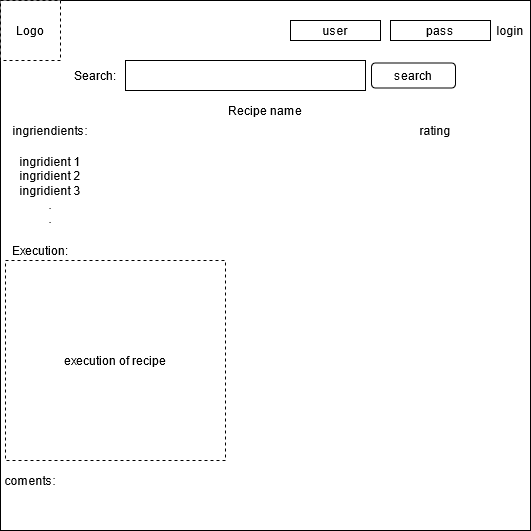 Logo
user
pass
login
Search:
search
Recipe name
ingriendients:
rating
ingridient 1
ingridient 2
ingridient 3
.
.
Execution:
execution of recipe
coments: